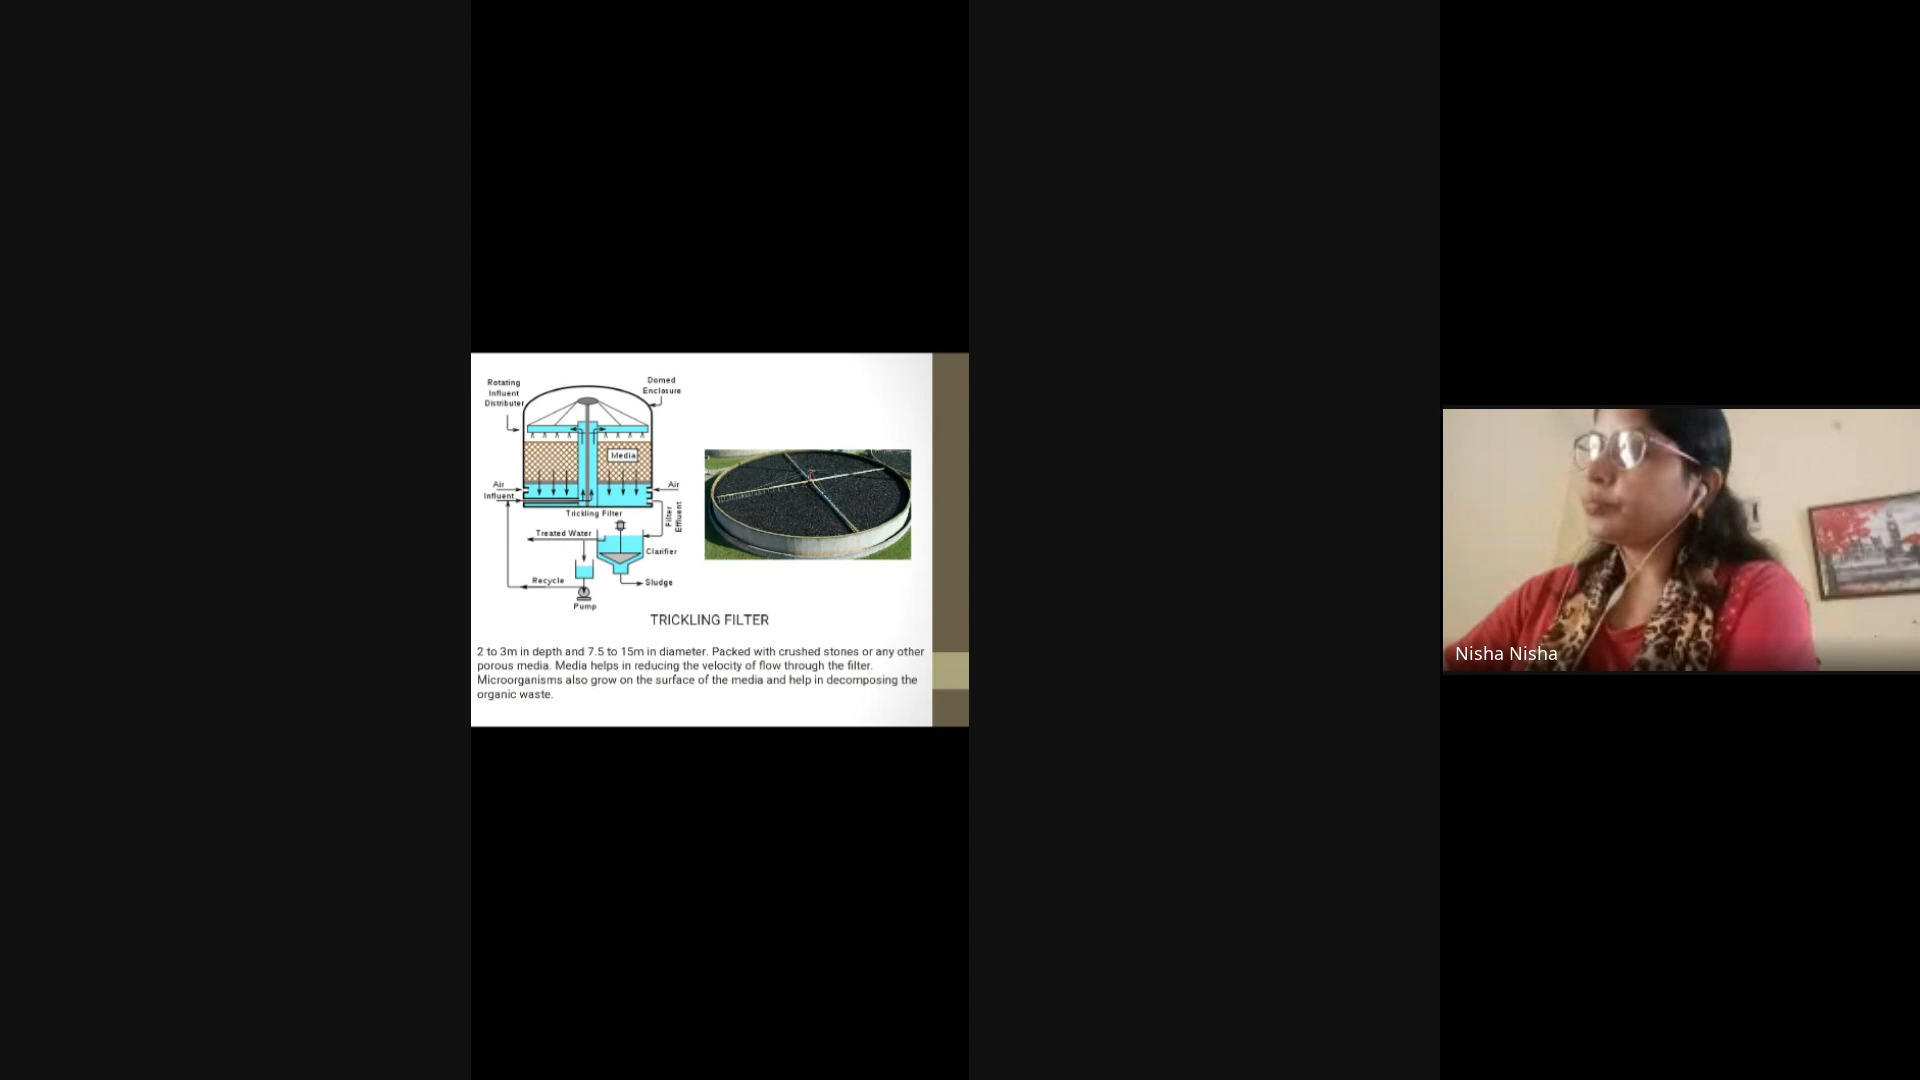 Rotating
Influent
Distributer
Domed
Enclosure
Media
Air
Influent
Air
Trickling Filter
Filter
Effluent
Treated Water
Clarifier
Recycle
Sludge
Pump
TRICKLING FILTER
2 to 3m in depth and 7.5 to 15m in diameter. Packed with crushed stones or any other
porous media. Media helps in reducing the velocity of flow through the filter.
Microorganisms also grow on the surface of the media and help in decomposing the
organic waste.
Nisha Nisha